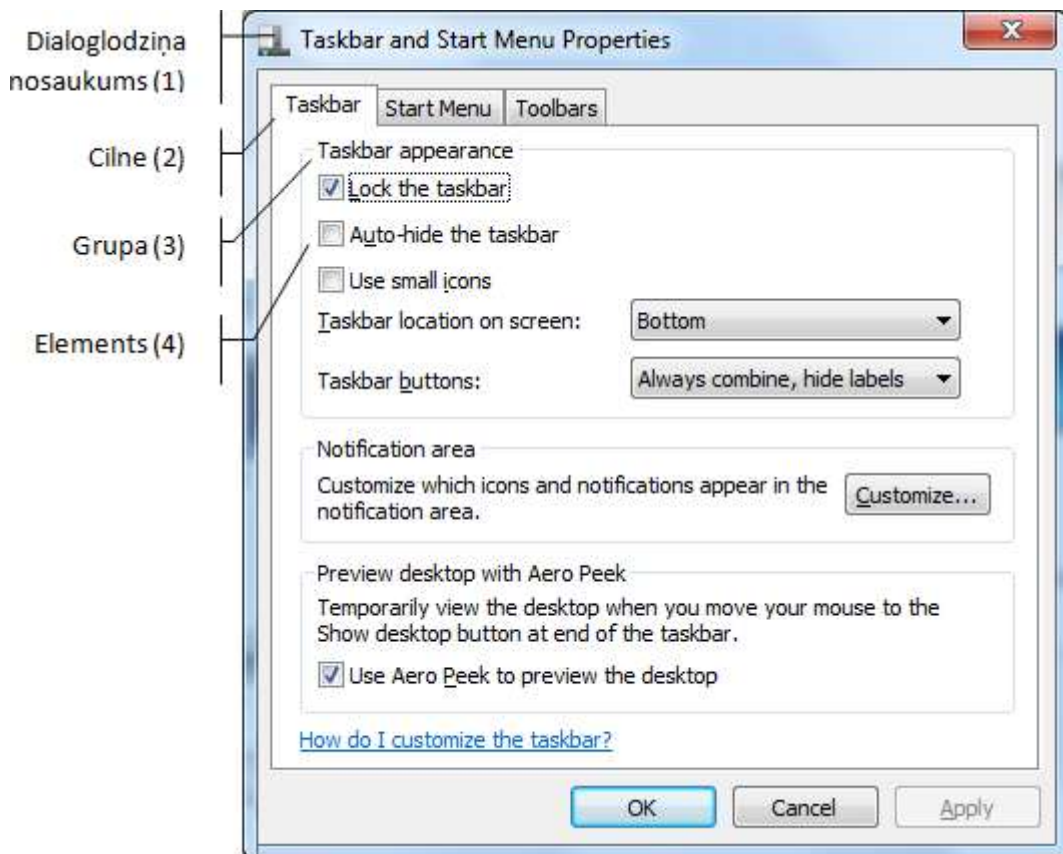 Dialoglodziņa
nosaukums (1)
Cilne (2)
Grupa (3)
Elements (4)
Taskbar and Start Menu Properties
Taskbar
Start Menu
Toolbars
Taskbar appearance
Lock the taskbar
Auto-hide the taskbar
Use small icons
Taskbar location on screen:
Bottom
Taskbar buttons:
Always combine, hide labels
Notification area
Customize which icons and notifications appear in the
notification area.
Customize...
Preview desktop with Aero Peek
Temporarily view the desktop when you move your mouse to the
Show desktop button at end of the taskbar.
Use Aero Peek to preview the desktop
How do I customize the taskbar?
OK
Cancel
Apply